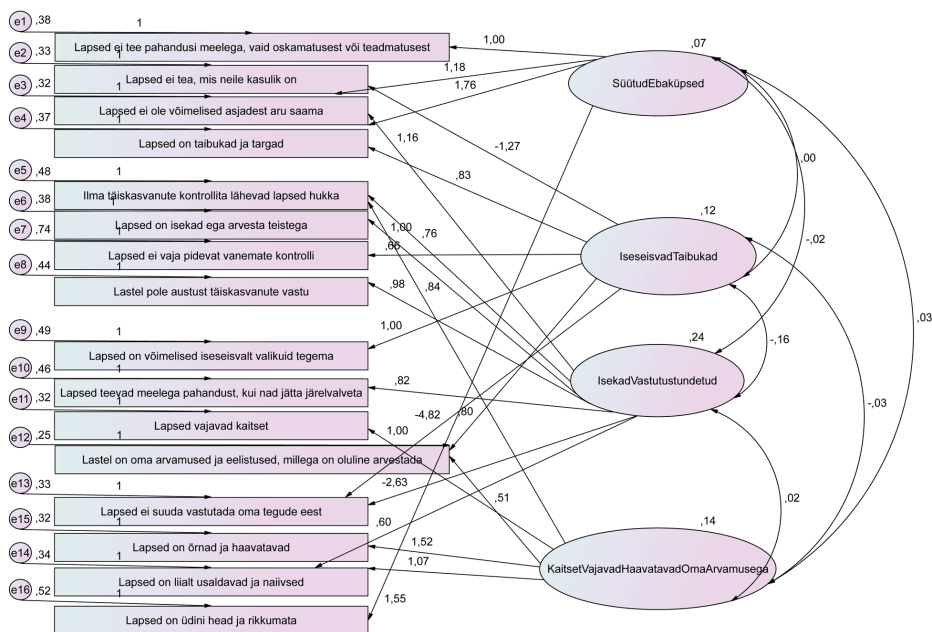 e1 ,38 1
Lapsed ei tee pahandusi meelega, vaid oskamatusest või teadmatusest
1,00
,07
e2 ,33 1
Lapsed ei tea, mis neile kasulik on
1,18
SüütudEbaküpsed
e3 ,32 1
Lapsed ei ole võimelised asjadest aru saama
1,76
e4 ,37 1
Lapsed on taibukad ja targad
1,16
-1,27
,83
,00
e5 ,48 1
Ilma täiskasvanute kontrollita lähevad lapsed hukka
e6 ,38 1
Lapsed on isekad ega arvesta teistega
1,00
,76
,12
-,02
e7 ,74 1
Lapsed ei vaja pidevat vanemate kontrolli
,66
IseseisvadTaibukad
e8 ,44
Lastel pole austust täiskasvanute vastu
,98
,84
,03
e9 ,49 1
Lapsed on võimelised iseseisvalt valikuid tegema
1,00
,24
-,16
e10 ,46 1
Lapsed teevad meelega pahandust, kui nad jätta järelvalveta
,82
IsekadVastutustundetud
e11 ,32 1
Lapsed vajavad kaitset
-4,82
,80
-,03
e12 ,25
1,00
Lastel on oma arvamused ja eelistused, millega on oluline arvestada
e13 ,33 1
Lapsed ei suuda vastutada oma tegude eest
-2,63
,51
,02
e15 ,32 1
Lapsed on õrnad ja haavatavad
,60
1,52
,14
e14 ,34 1
Lapsed on liialt usaldavad ja naiivsed
1,07
KaitsetVajavadHaavatavadOmaArvamusega
e16 ,52 1
Lapsed on üdini head ja rikkumata
1,55